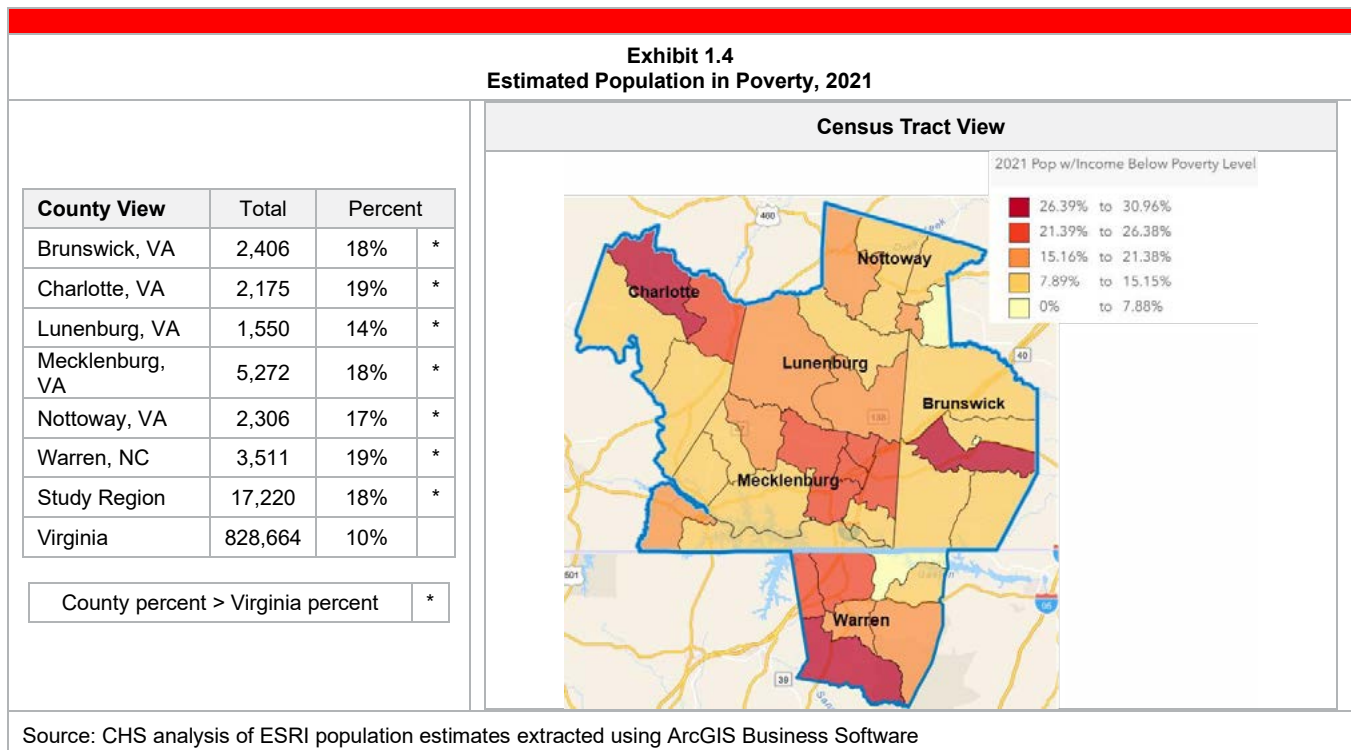 Exhibit 1.4
Estimated Population in Poverty, 2021
County View Total Percent
Brunswick, VA 2,406 18% *
Charlotte, VA 2,175 19% *
Lunenburg, VA 1,550 14% *
Mecklenburg,
VA 5,272 18% *
Nottoway, VA 2,306 17% *
Warren, NC 3,511 19% *
Study Region 17,220 18% *
Virginia 828,664 10%
County percent > Virginia percent *
Census Tract View
2021 Pop w/Income Below Poverty Level
26.39% to 30.96%
21.39% to 26.38%
15.16% to 21.38%
7.89% to 15.15%
0% to 7.88%
460
Nottoway
Charlotte
40
Lunenburg
Brunswick
Mecklenburg
501
95
Warren
39
Source: CHS analysis of ESRI population estimates extracted using ArcGIS Business Software